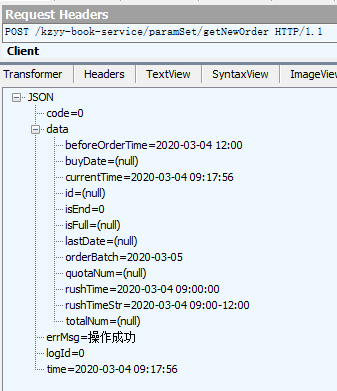 Request Headers
POST /kzyy-book-service/paramSet/getNewOrder HTTP/1.1
Client
Transformer Headers TextView SyntaxView ImageView
JSON
code=0
data
beforeOrderTime=2020-03-04 12:00
buyDate=(null)
currentTime=2020-03-04 09:17:56
id=(null)
isEnd=0
isFull=(null)
lastDate=(null)
orderBatch=2020-03-05
quotaNum=(null)
rushTime=2020-03-04 09:00:00
rushTimeStr=2020-03-04 09:00-12:00
totalNum=(null)
errMsg=操作成功
logId=0
time=2020-03-04 09:17:56